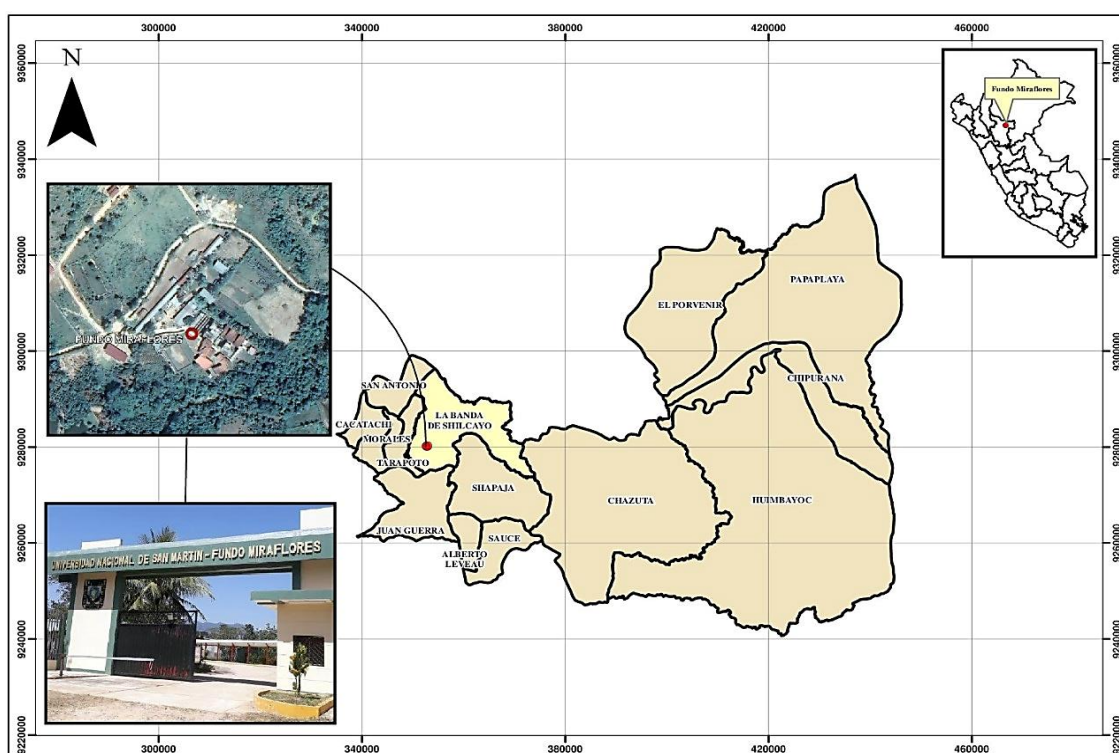 300000
340000
380000
420000
460000
9360000
9340000
9320000
9300000
9280000
9260000
9240000
9220000
N
Fundo Miraflores
FUNDO MIRAFLORES
UNIVERSIDAD NACIONAL DE SAN MARTIN - FUNDO MIRAFLORES
PAPAPLAYA
EL PORVENIR
CHIPURANA
SAN ANTONIO
LA BANDA
DE SHILCAYO
CACATACHI
MORALES
TARAPOTO
SHAPAJA
CHAZUTA
HUIMBAYOC
JUAN GUERRA
SAUCE
ALBERTO
LEVEAU
9360000
9340000
9320000
9300000
9280000
9260000
9240000
9220000
300000
340000
380000
420000
460000